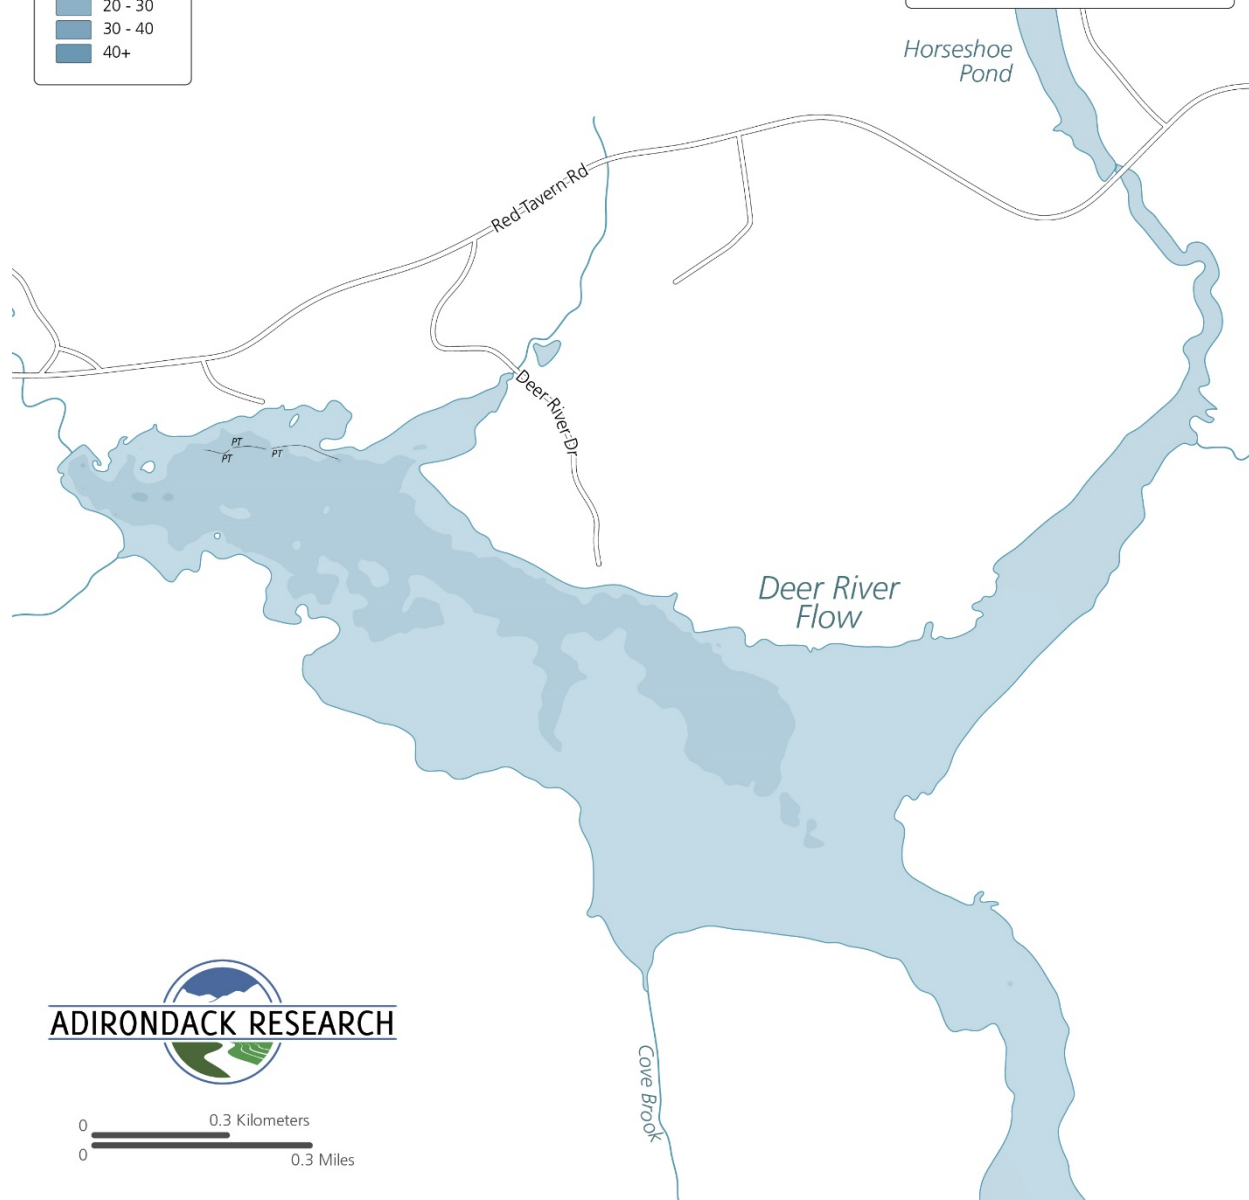 20 - 30
30 - 40
40+
Horseshoe
Pond
Red Tavern Rd
Deer River Dr
PT
PT
PT
Deer River
Flow
ADIRONDACK RESEARCH
Cove Brook
0
0.3 Kilometers
0
0.3 Miles